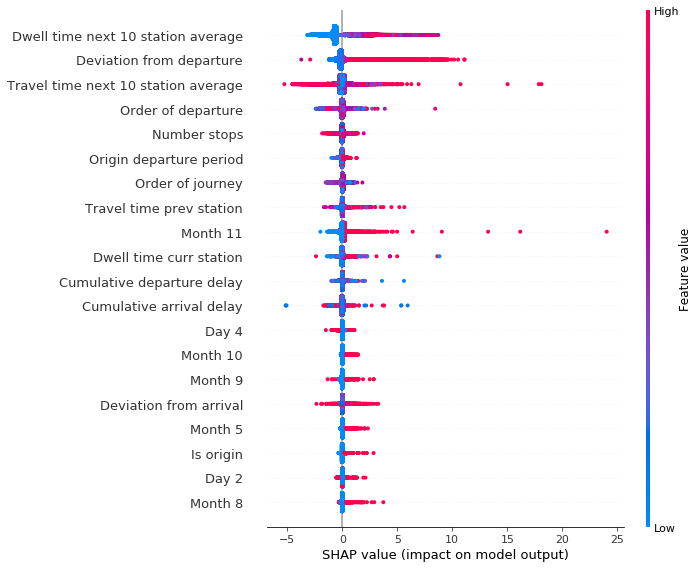 High
Dwell time next 10 station average
Deviation from departure
Travel time next 10 station average
Order of departure
Number stops
Origin departure period
Order of journey
Travel time prev station
Month 11
Dwell time curr station
Cumulative departure delay
Cumulative arrival delay
Day 4
Month 10
Month 9
Deviation from arrival
Month 5
Is origin
Day 2
Month 8
Feature value
Low
−5 0 5 10 15 20 25
SHAP value (impact on model output)